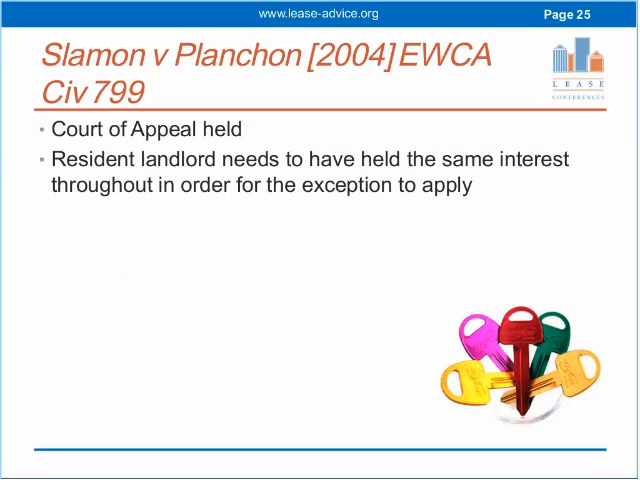 www.lease-advice.org
Page 25
Slamon v Planchon [2004] EWCA
Civ 799
LEASE
CONFERENCES
• Court of Appeal held
• Resident landlord needs to have held the same interest
throughout in order for the exception to apply